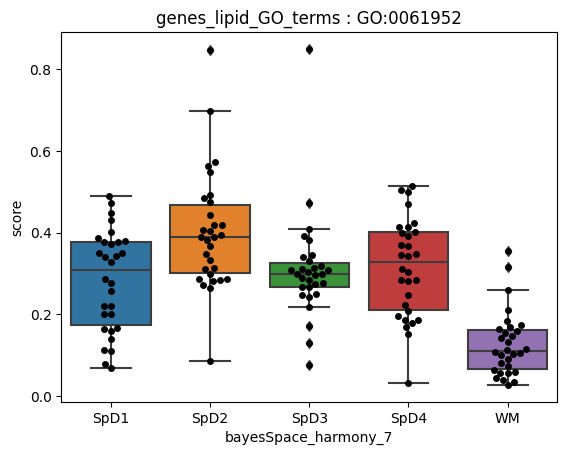 genes_lipid_GO_terms : GO:0061952
score
0.8
0.6
0.4
0.2
0.0
SpD1 SpD2 SpD3 SpD4 WM
bayesSpace_harmony_7